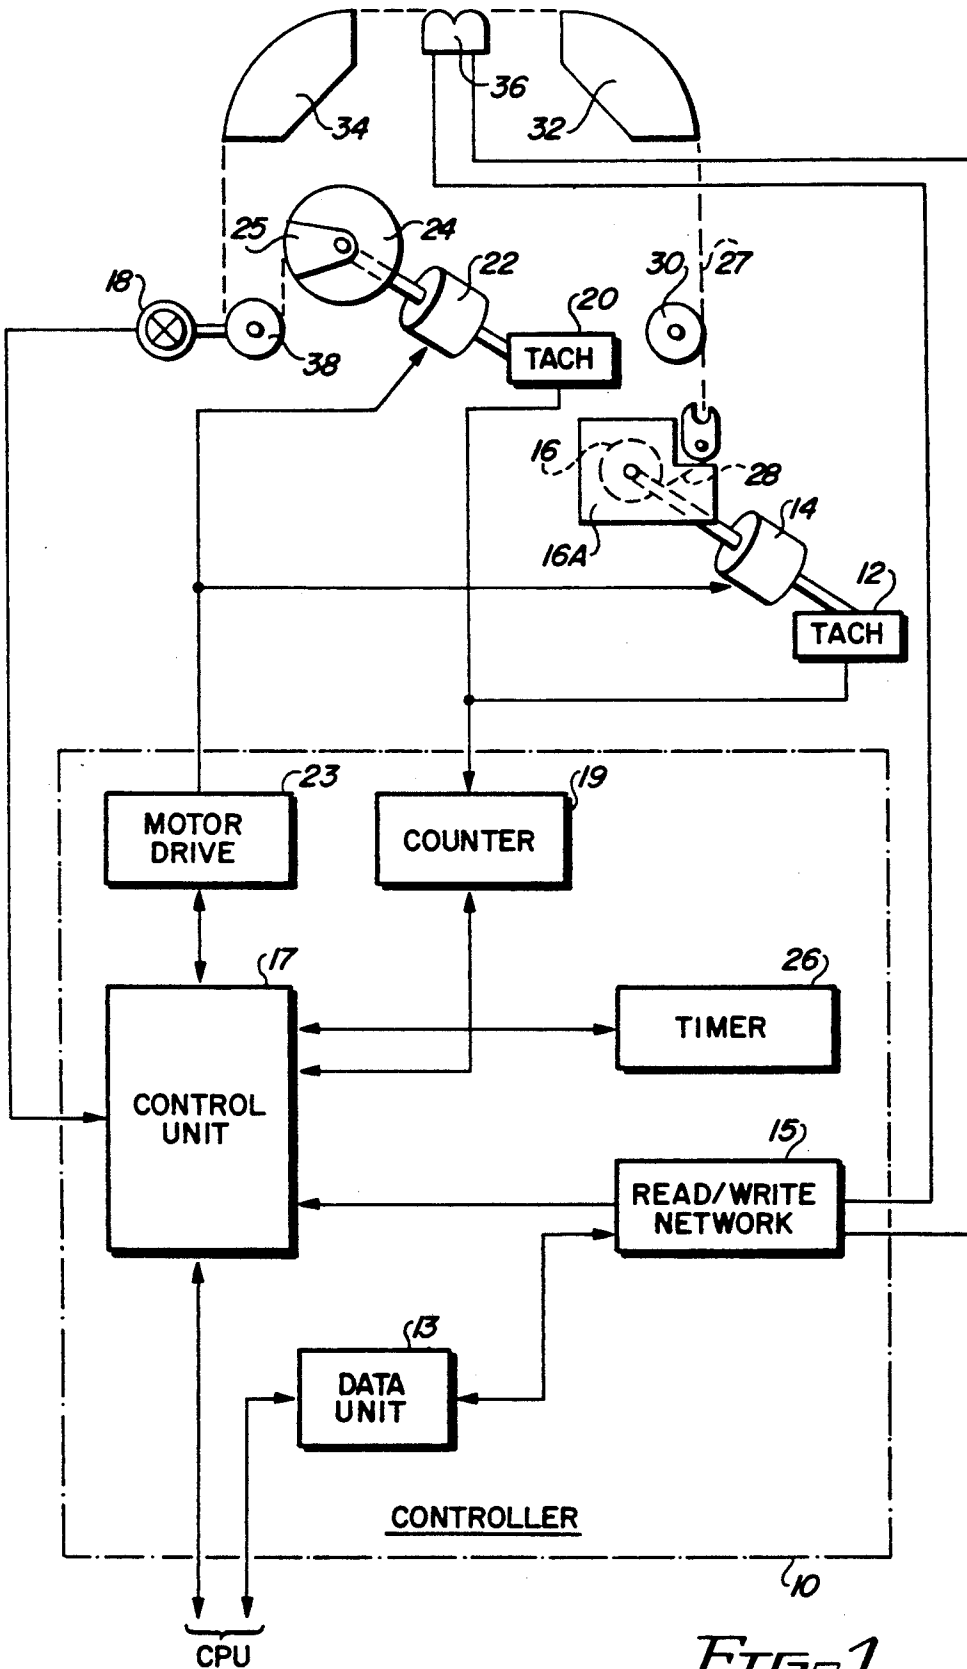 36
34
32
25
24
22
30
27
18
20
38
TACH
16
28
14
16A
12
TACH
23
19
MOTOR
DRIVE
COUNTER
17
26
TIMER
CONTROL
UNIT
15
READ/WRITE
NETWORK
13
DATA
UNIT
CONTROLLER
10
CPU
FIG-1